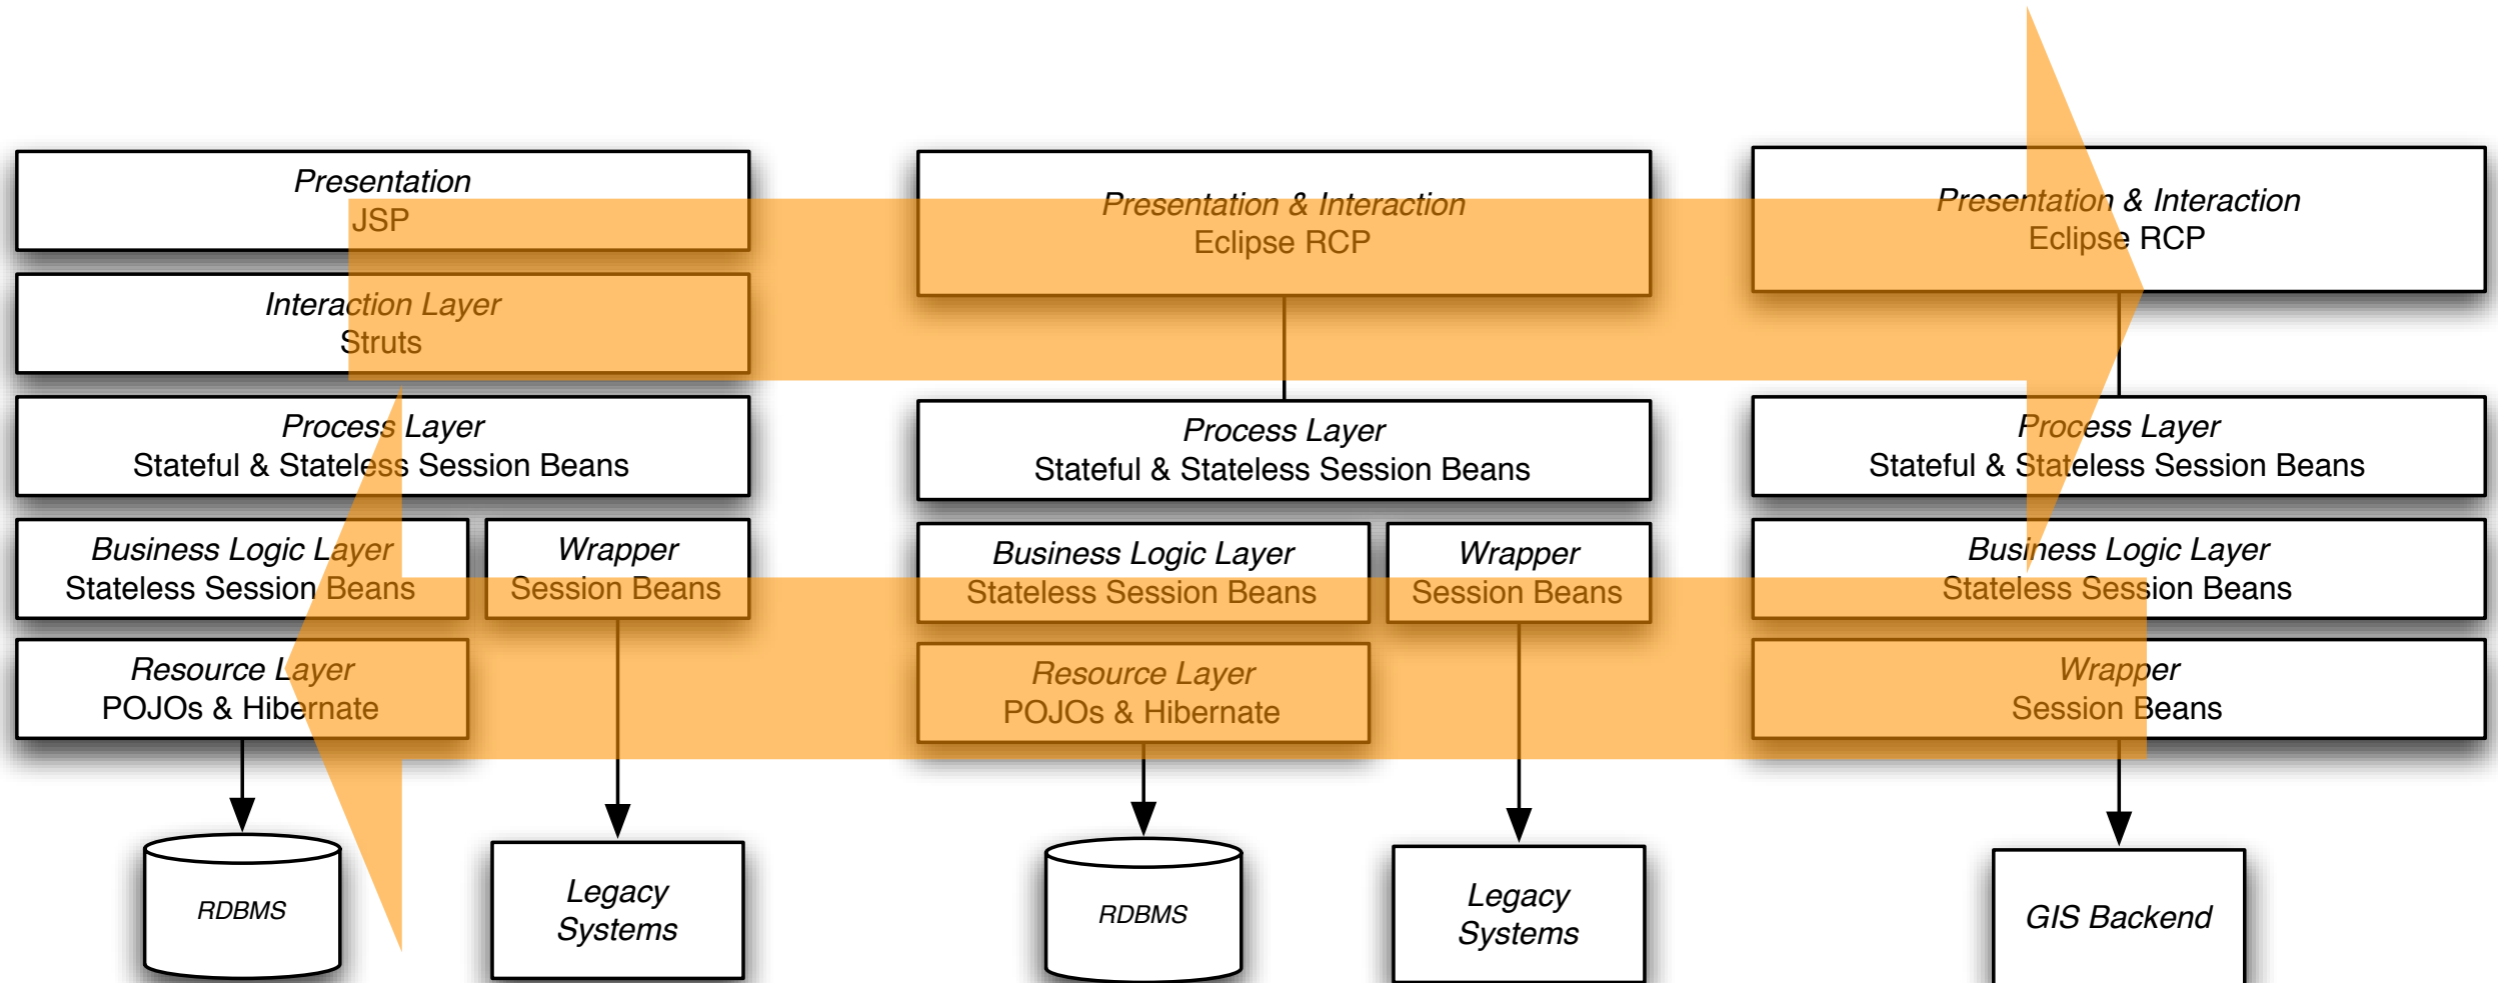 Presentation
JSP
Interaction Layer
Struts
Process Layer
Stateful & Stateless Session Beans
Business Logic Layer
Stateless Session Beans
Wrapper
Session Beans
Resource Layer
POJOs & Hibernate
RDBMS
Legacy
Systems
Presentation & Interaction
Eclipse RCP
Process Layer
Stateful & Stateless Session Beans
Business Logic Layer
Stateless Session Beans
Wrapper
Session Beans
Resource Layer
POJOs & Hibernate
RDBMS
Legacy
Systems
Presentation & Interaction
Eclipse RCP
Process Layer
Stateful & Stateless Session Beans
Business Logic Layer
Stateless Session Beans
Wrapper
Session Beans
GIS Backend